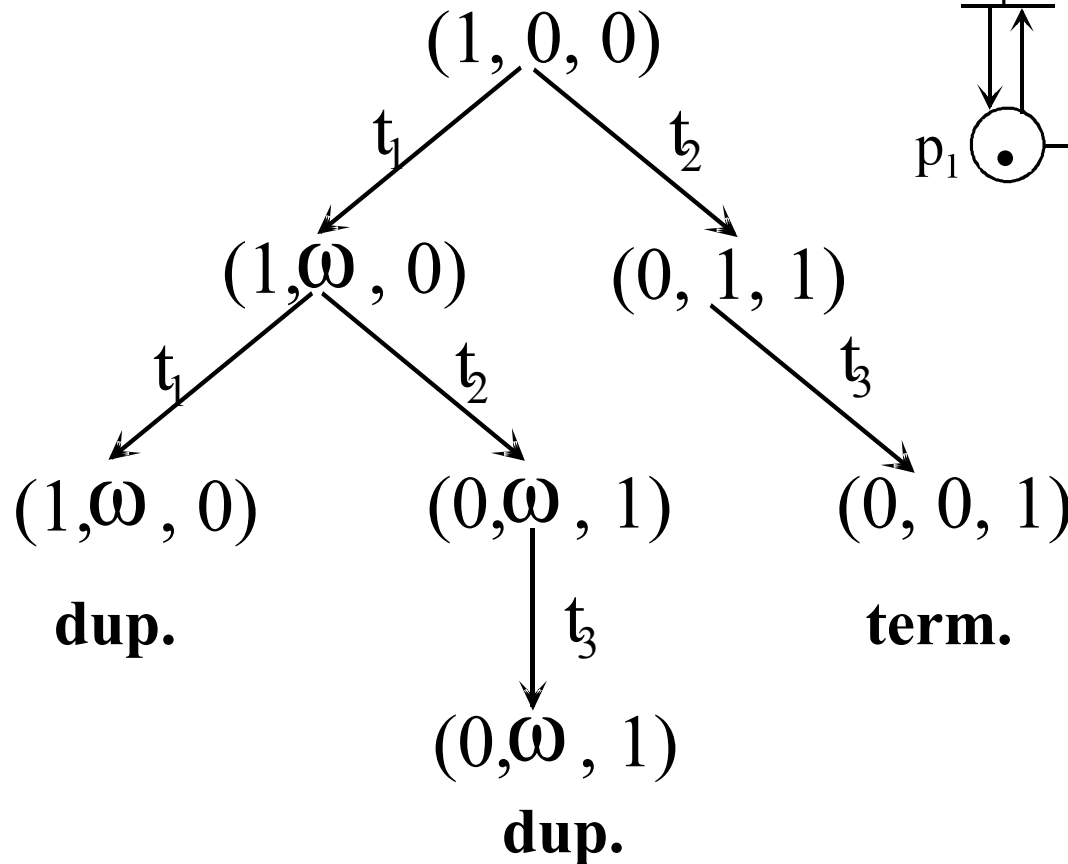 (1, 0, 0)
t1
t2
p1
(1,ω, 0)
(0, 1, 1)
t1
t2
t3
(1,ω, 0)
(0,ω, 1)
(0, 0, 1)
dup.
t3
term.
(0,ω, 1)
dup.